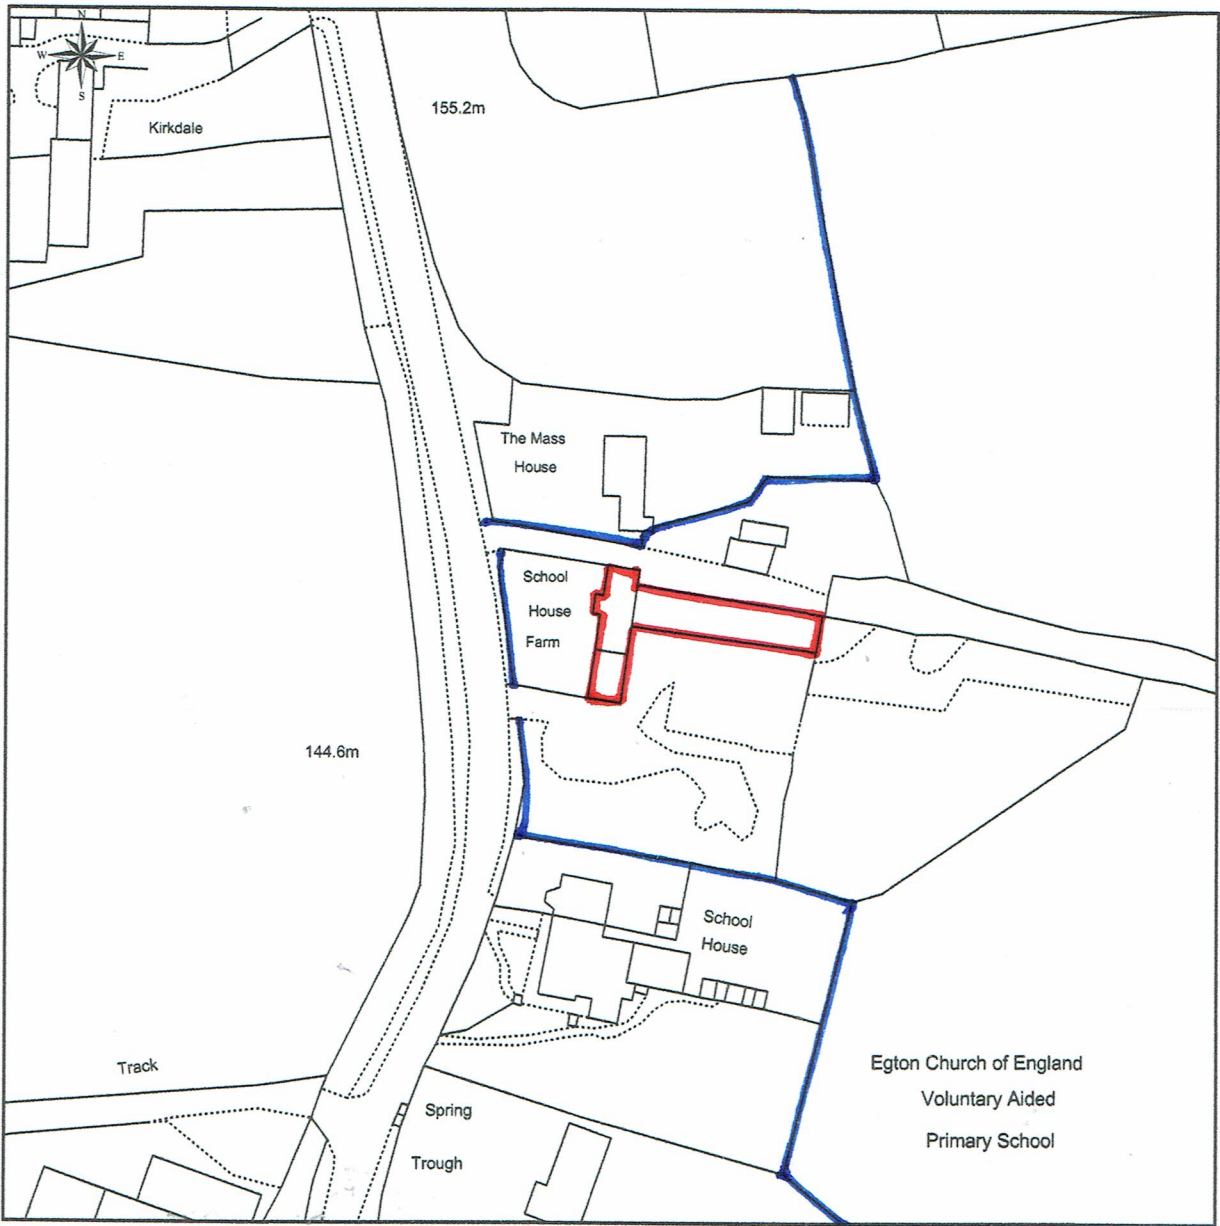 N
W E
S
155.2m
Kirkdale
The Mass
House
School
House
Farm
144.6m
School
House
Egton Church of England
Voluntary Aided
Primary School
Track
Spring
Trough